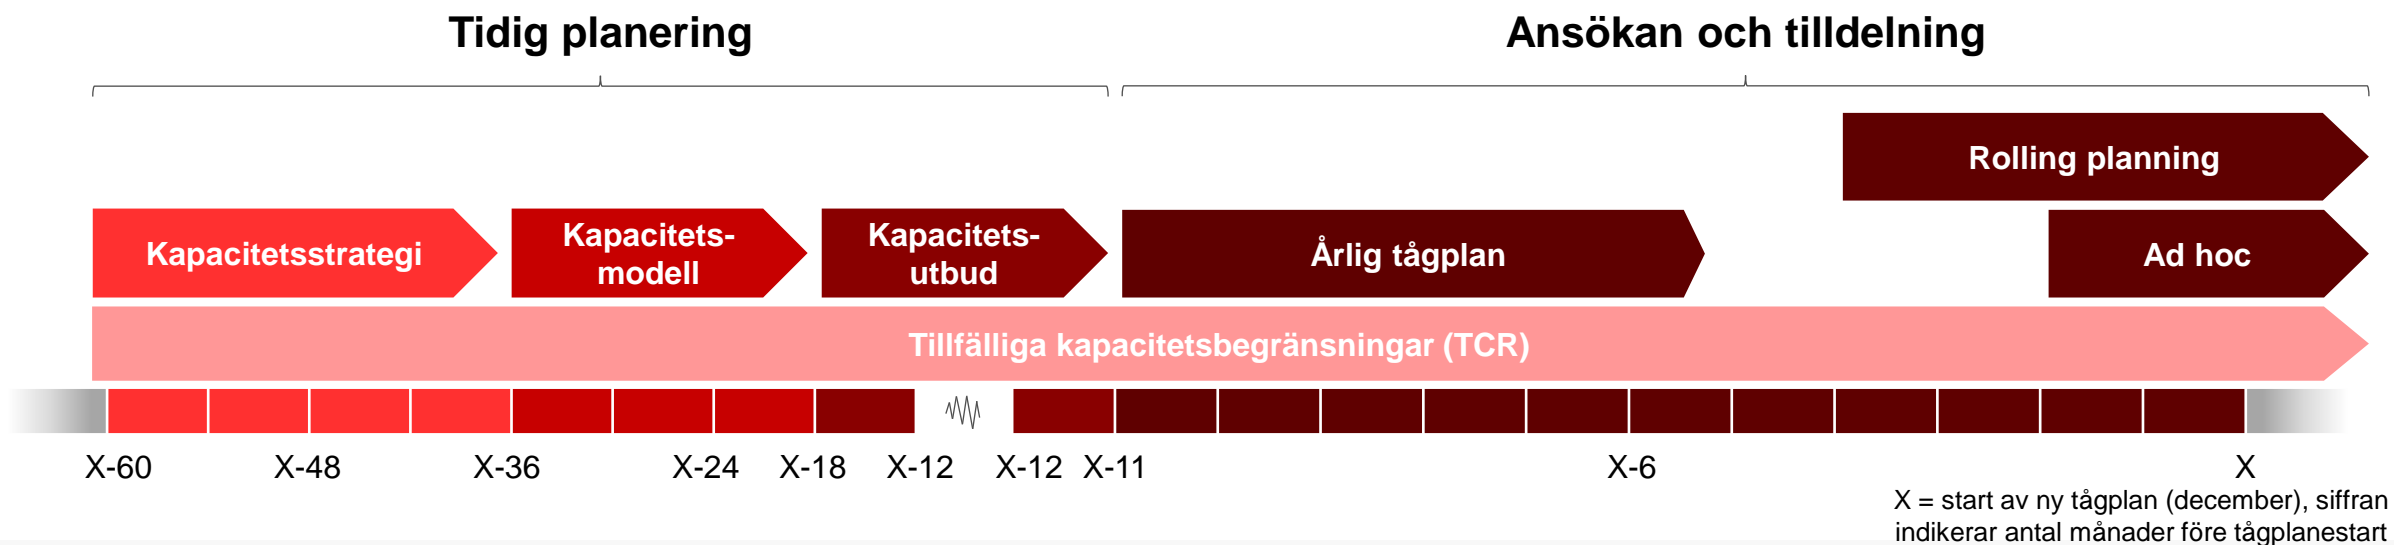 Tidig planering
Ansökan och tilldelning
Rolling planning
Kapacitetsstrategi
Kapacitets-
modell
Kapacitets-
utbud
Årlig tågplan
Ad hoc
Tillfälliga kapacitetsbegränsningar (TCR)
X-60
X-48
X-36
X-24
X-18
X-12
X-12
X-11
X-6
X
X = start av ny tågplan (december), siffran
indikerar antal månader före tågplanestart